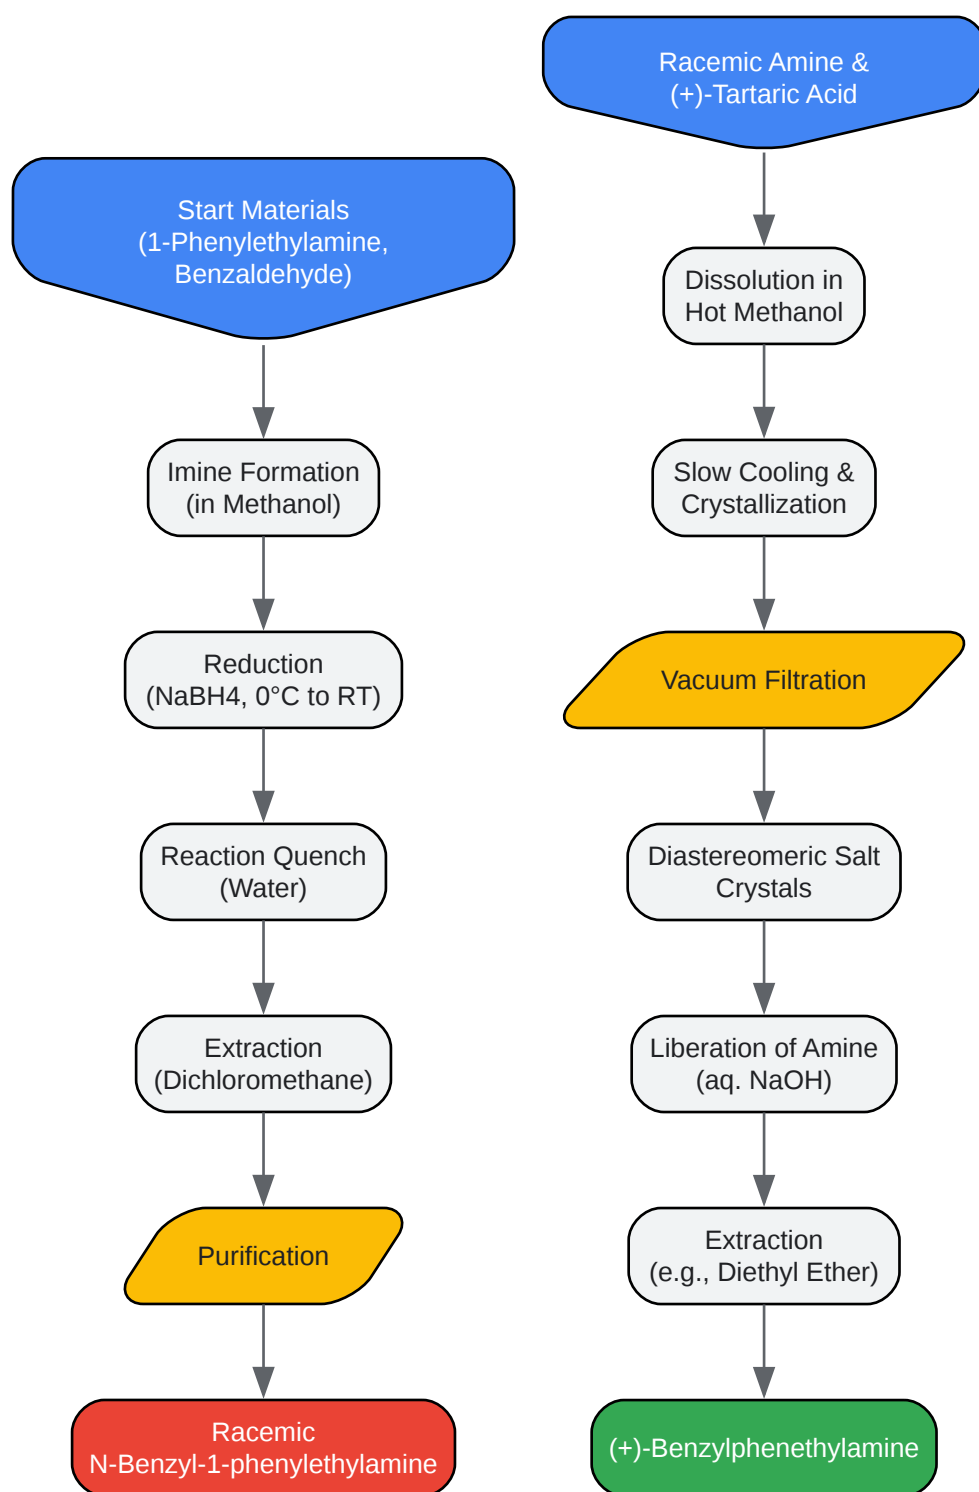 Start Materials
(1-Phenylethylamine,
Benzaldehyde)
Imine Formation
(in Methanol)
Reduction
(NaBH4, 0°C to RT)
Reaction Quench
(Water)
Extraction
(Dichloromethane)
Purification
Racemic
N-Benzyl-1-phenylethylamine
Racemic Amine &
(+)-Tartaric Acid
Dissolution in
Hot Methanol
Slow Cooling &
Crystallization
Vacuum Filtration
Diastereomeric Salt
Crystals
Liberation of Amine
(aq. NaOH)
Extraction
(e.g., Diethyl Ether)
(+)-Benzylphenethylamine